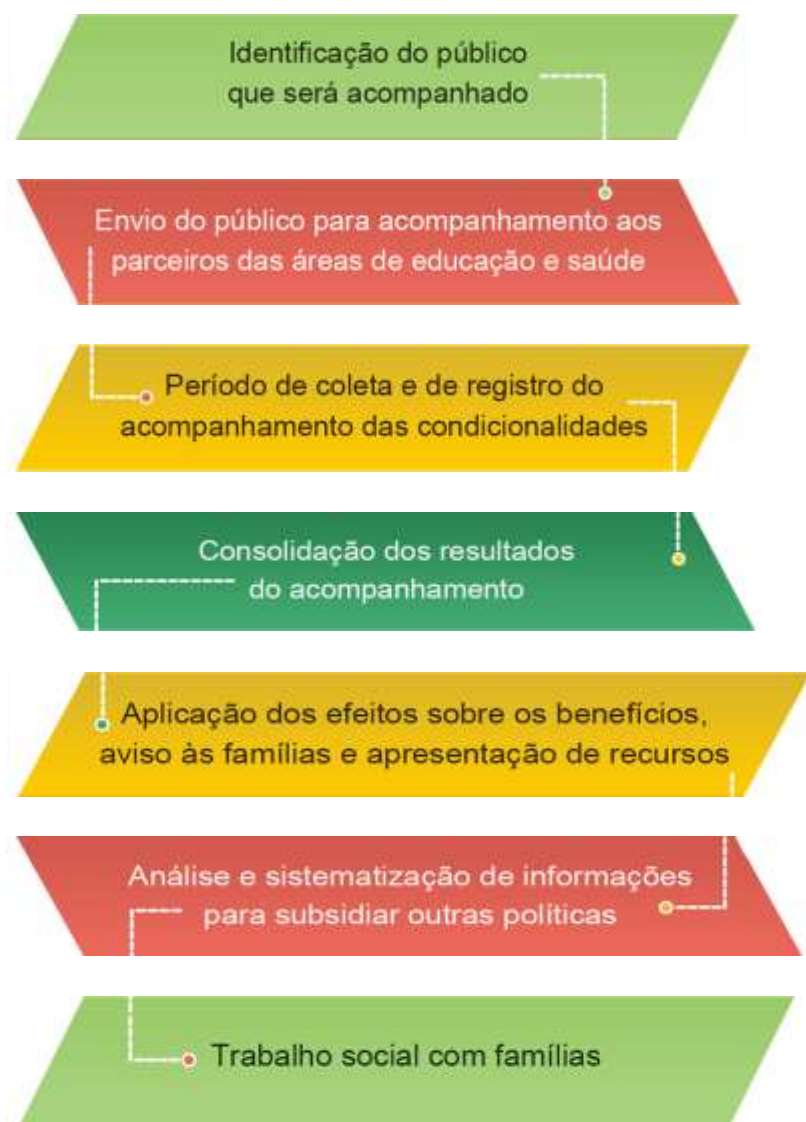 Identificação do público
que será acompanhado
Envio do público para acompanhamento aos
parceiros das áreas de educação e saúde
Período de coleta e de registro do
acompanhamento das condicionalidades
Consolidação dos resultados
do acompanhamento
Aplicação dos efeitos sobre os benefícios,
aviso às famílias e apresentação de recursos
Análise e sistematização de informações
para subsidiar outras políticas
Trabalho social com famílias